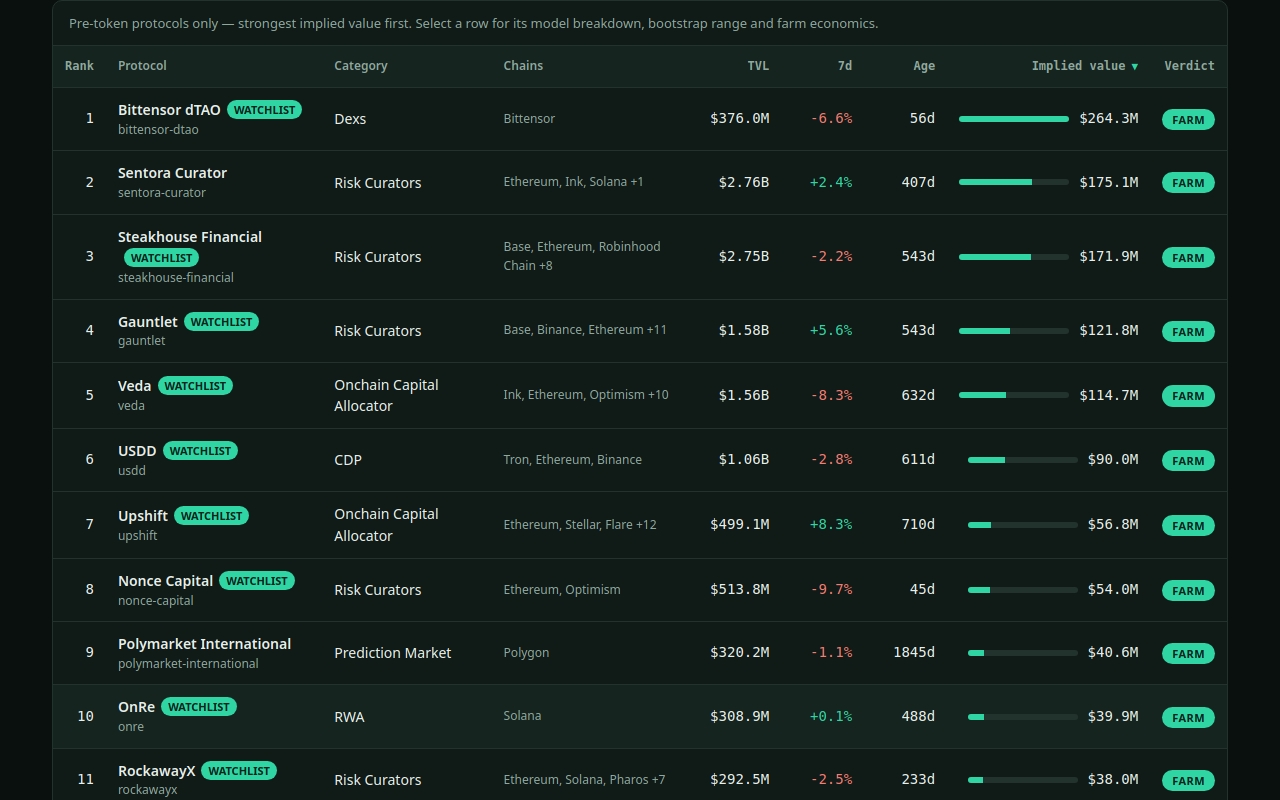 Pre-token protocols only — strongest implied value first. Select a row for its model breakdown, bootstrap range and farm economics.
Rank Protocol Category Chains TVL 7d Age Implied value ▼ Verdict
1 Bittensor dTAO WATCHLIST Dexs Bittensor $376.0M -6.6% 56d $264.3M FARM
bittensor-dtao
2 Sentora Curator Risk Curators Ethereum, Ink, Solana +1 $2.76B +2.4% 407d $175.1M FARM
sentora-curator
3 Steakhouse Financial WATCHLIST Risk Curators Base, Ethereum, Robinhood Chain +8 $2.75B -2.2% 543d $171.9M FARM
steakhouse-financial
4 Gauntlet WATCHLIST Risk Curators Base, Binance, Ethereum +11 $1.58B +5.6% 543d $121.8M FARM
gauntlet
5 Veda WATCHLIST Onchain Capital Allocator Ink, Ethereum, Optimism +10 $1.56B -8.3% 632d $114.7M FARM
veda
6 USDD WATCHLIST CDP Tron, Ethereum, Binance $1.06B -2.8% 611d $90.0M FARM
usdd
7 Upshift WATCHLIST Onchain Capital Allocator Ethereum, Stellar, Flare +12 $499.1M +8.3% 710d $56.8M FARM
upshift
8 Nonce Capital WATCHLIST Risk Curators Ethereum, Optimism $513.8M -9.7% 45d $54.0M FARM
nonce-capital
9 Polymarket International Prediction Market Polygon $320.2M -1.1% 1845d $40.6M FARM
polymarket-international
10 OnRe WATCHLIST RWA Solana $308.9M +0.1% 488d $39.9M FARM
onre
11 RockawayX WATCHLIST Risk Curators Ethereum, Solana, Pharos +7 $292.5M -2.5% 233d $38.0M FARM
rockawayx